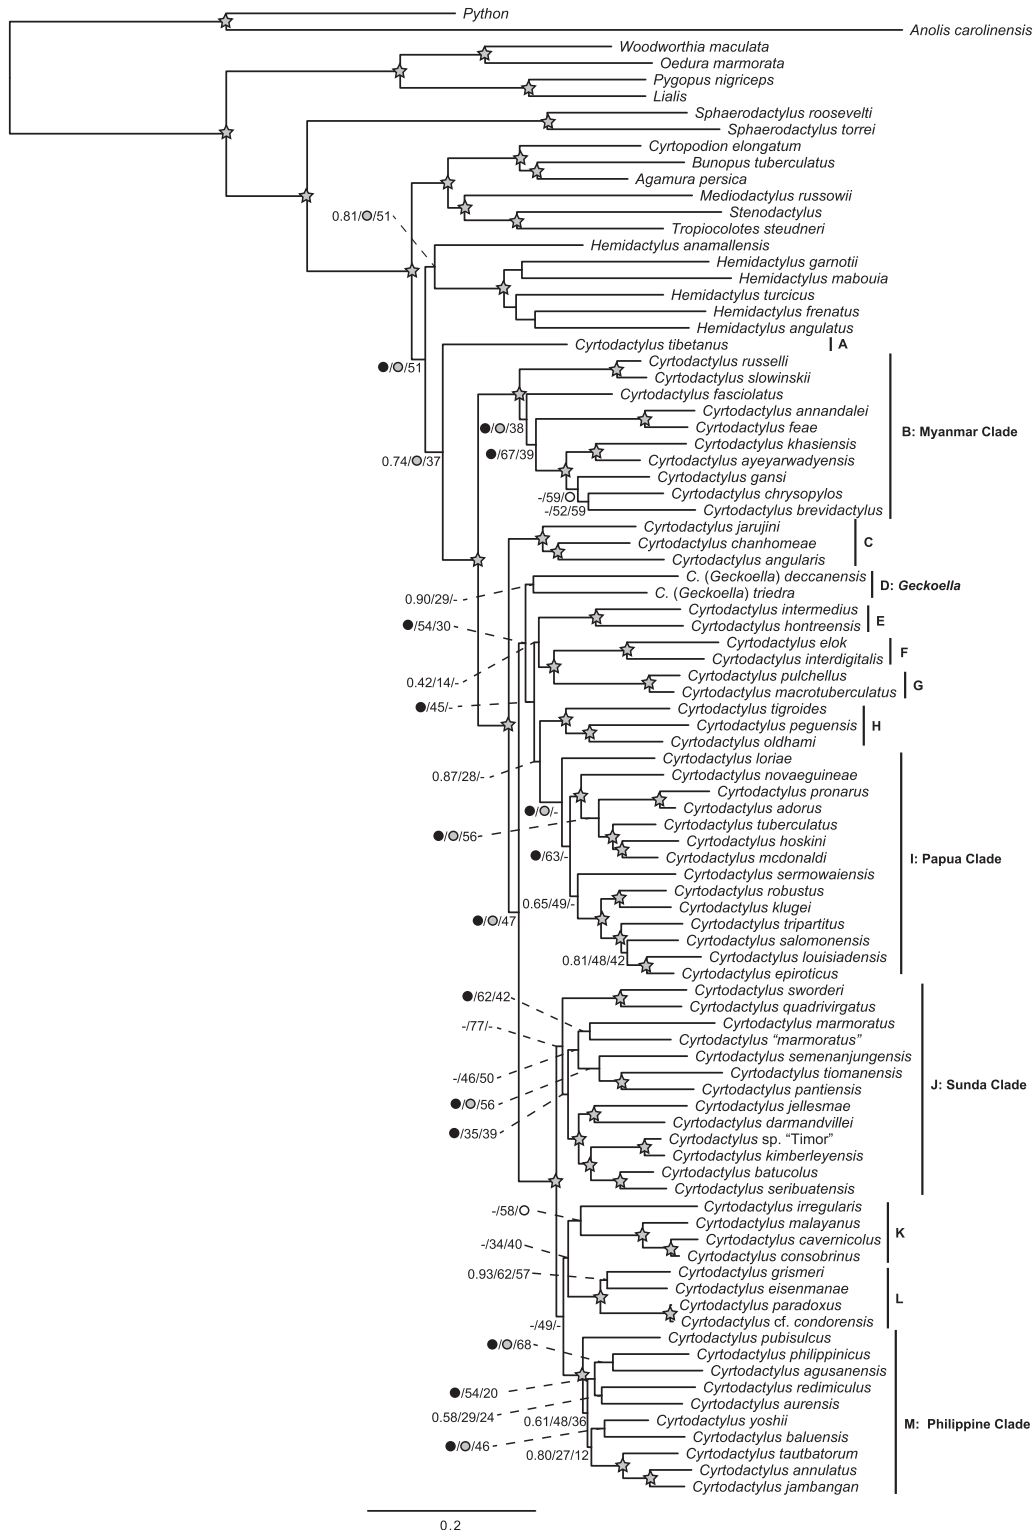 Python
Anolis carolinensis
Woodworthia maculata
Oedura marmorata
Pygopus nigriceps
Lialis
Sphaerodactylus roosevelti
Sphaerodactylus torrei
Cyrtopodion elongatum
Bunopus tuberculatus
Agamura persica
Mediodactylus russowii
Stenodactylus
0.81/●/51
Tropiocolotes steudneri
Hemidactylus anamallensis
Hemidactylus garnotii
Hemidactylus mabouia
Hemidactylus turcicus
Hemidactylus frenatus
Hemidactylus angulatus
Cyrtodactylus tibetanus
A
Cyrtodactylus russelli
●/●/51
Cyrtodactylus slowinskii
Cyrtodactylus fasciolatus
Cyrtodactylus annandalei
●/●/38
Cyrtodactylus feae
B: Myanmar Clade
Cyrtodactylus khasiensis
●/67/39
0.74/●/37
Cyrtodactylus ayeyarwadyensis
Cyrtodactylus gansi
-/59/○
Cyrtodactylus chrysopylos
-/52/59
Cyrtodactylus brevidactylus
Cyrtodactylus jarujini
Cyrtodactylus chanhomeae
C
Cyrtodactylus angularis
C. (Geckoella) deccanensis
D: Geckoella
C. (Geckoella) triedra
0.90/29/-
Cyrtodactylus intermedius
●/54/30
Cyrtodactylus hontreensis
E
Cyrtodactylus elok
F
Cyrtodactylus interdigitalis
Cyrtodactylus pulchellus
0.42/14/-
G
Cyrtodactylus macrotuberculatus
●/45/-
Cyrtodactylus tigroides
Cyrtodactylus peguensis
H
Cyrtodactylus oldhami
Cyrtodactylus loriae
0.87/28/-
Cyrtodactylus novaeguineae
Cyrtodactylus pronarus
Cyrtodactylus adorus
●/●/-
Cyrtodactylus tuberculatus
●/●/56
Cyrtodactylus hoskini
●/63/-
Cyrtodactylus mcdonaldi
I: Papua Clade
Cyrtodactylus sermowaiensis
Cyrtodactylus robustus
0.65/49/-
Cyrtodactylus klugei
●/●/47
Cyrtodactylus tripartitus
Cyrtodactylus salomonensis
0.81/48/42
Cyrtodactylus louisiadensis
Cyrtodactylus epiroticus
Cyrtodactylus sworderi
●/62/42
Cyrtodactylus quadrivirgatus
-/77/-
Cyrtodactylus marmoratus
Cyrtodactylus “marmoratus”
Cyrtodactylus semenanjungensis
-/46/50
Cyrtodactylus tiomanensis
J: Sunda Clade
Cyrtodactylus pantiensis
●/●/56
Cyrtodactylus jellesmae
Cyrtodactylus darmandvillei
●/35/39
Cyrtodactylus sp. “Timor”
Cyrtodactylus kimberleyensis
Cyrtodactylus batucolus
Cyrtodactylus seribuatensis
Cyrtodactylus irregularis
-/58/○
Cyrtodactylus malayanus
K
Cyrtodactylus cavernicolus
-/34/40
Cyrtodactylus consobrinus
0.93/62/57
Cyrtodactylus grismeri
Cyrtodactylus eisenmanae
L
Cyrtodactylus paradoxus
-/49/-
Cyrtodactylus cf. condorensis
Cyrtodactylus pubisulcus
●/●/68
Cyrtodactylus philippinicus
Cyrtodactylus agusanensis
●/54/20
Cyrtodactylus redimiculus
Cyrtodactylus aurensis
0.58/29/24
0.61/48/36
Cyrtodactylus yoshii
M: Philippine Clade
Cyrtodactylus baluensis
●/●/46
0.80/27/12
Cyrtodactylus tautbatorum
Cyrtodactylus annulatus
Cyrtodactylus jambangan
0.2